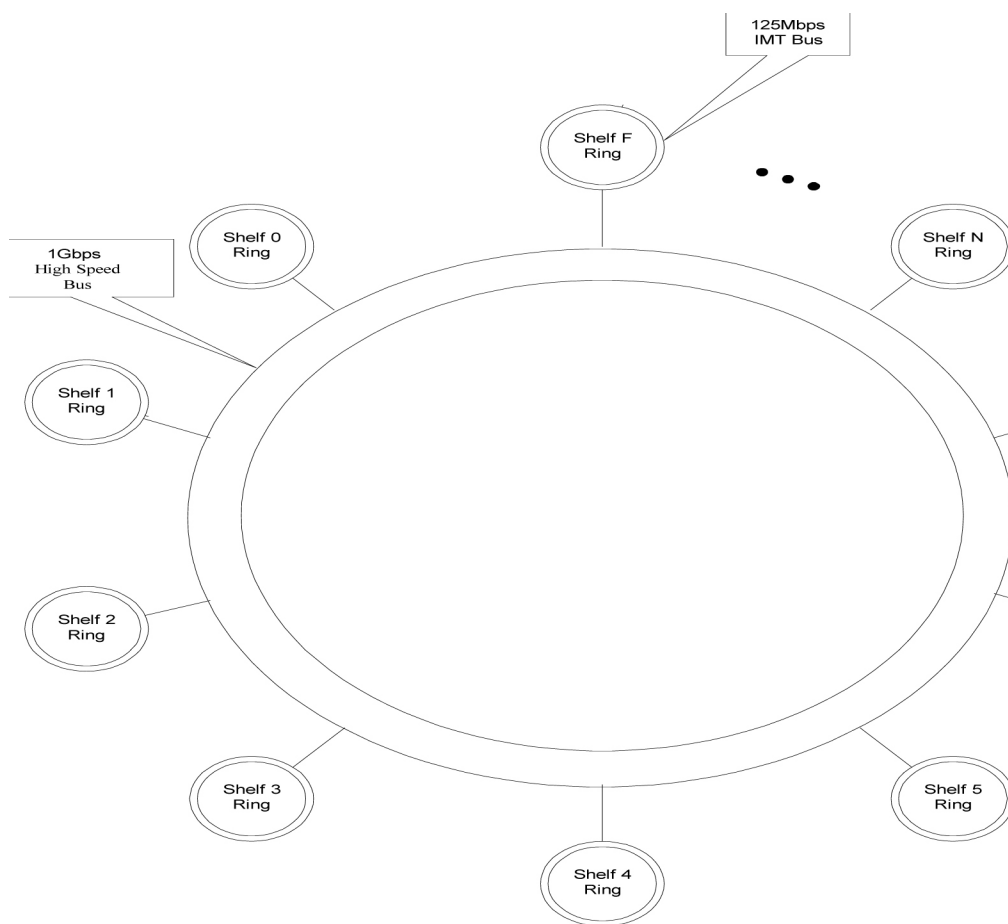 125Mbps
IMT Bus
Shelf F
Ring
Shelf 0
Ring
Shelf N
Ring
1Gbps
High Speed
Bus
Shelf 1
Ring
Shelf 2
Ring
Shelf 3
Ring
Shelf 5
Ring
Shelf 4
Ring